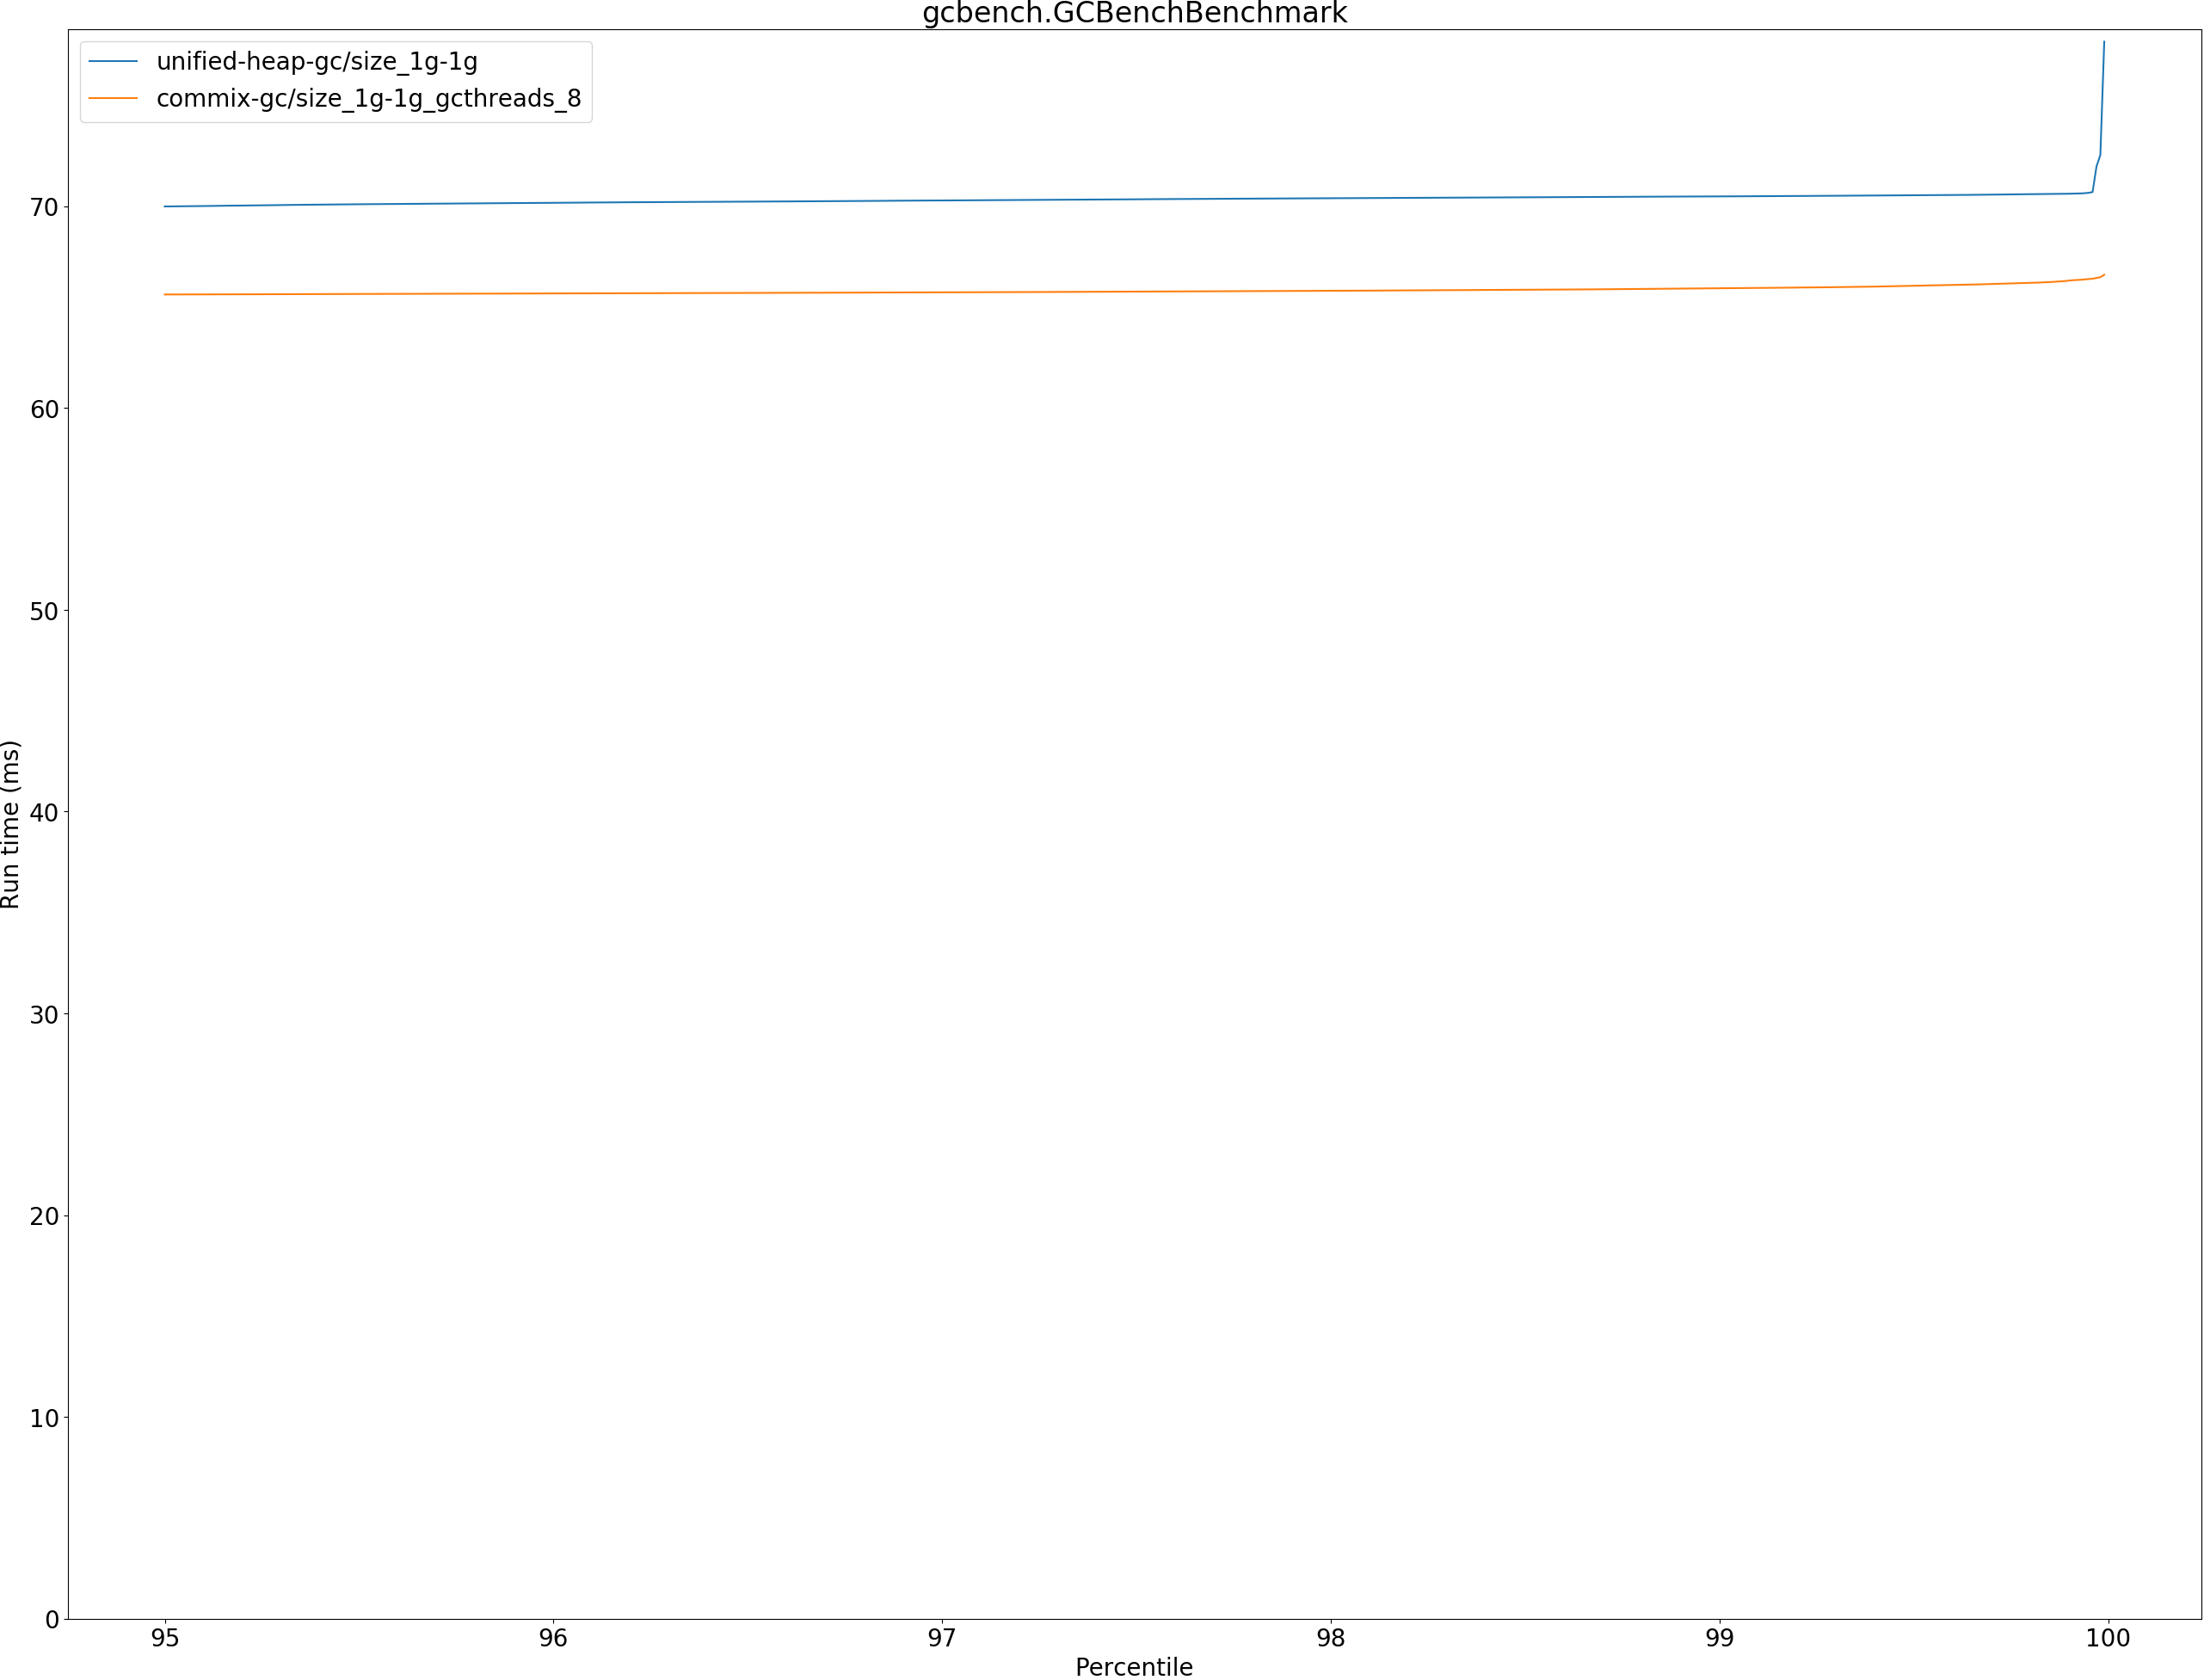 gcbench.GCBenchBenchmark
unified-heap-gc/size_1g-1g
commix-gc/size_1g-1g_gcthreads_8
70
60
50
40
30
20
10
0
Run time (ms)
95 96 97 98 99 100
Percentile